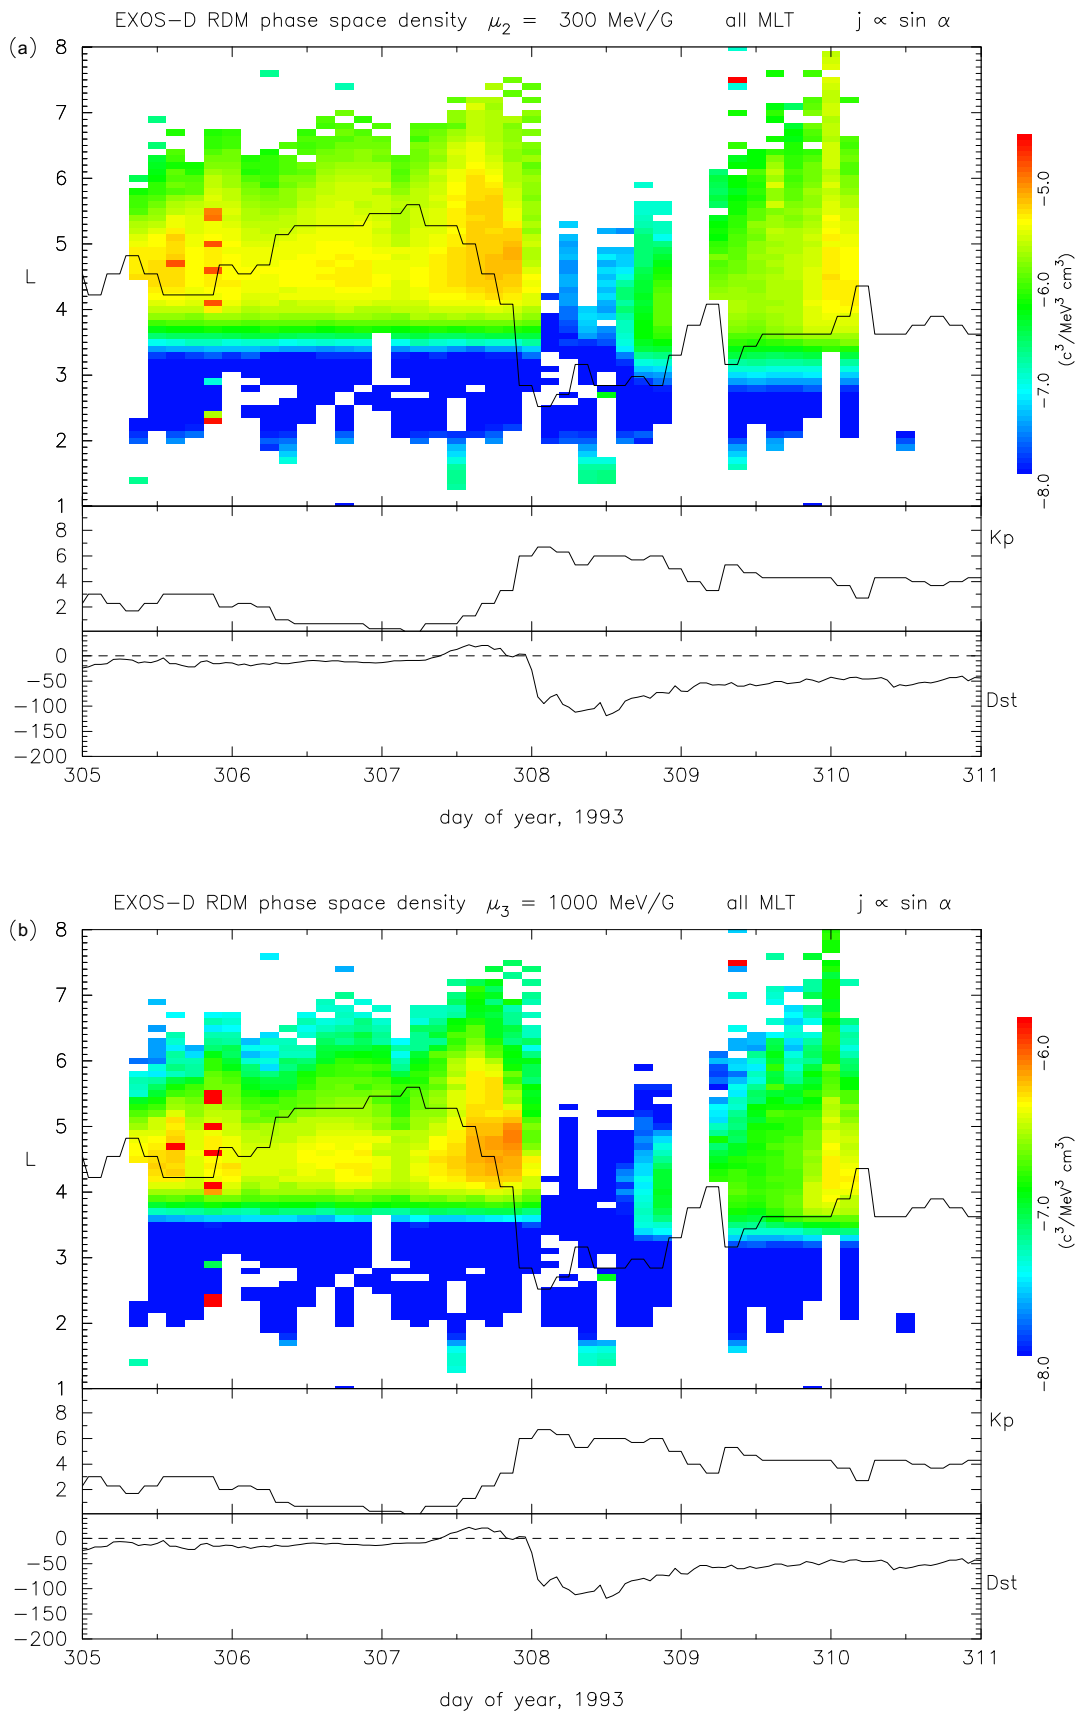 EXOS-D RDM phase space density μ2 = 300 MeV/G all MLT j ∝ sin α
(a)
8
7
6
5
L
4
3
2
1
-5.0
-6.0
-7.0
-8.0
(c³/MeV³ cm³)
8
6
4
2
Kp
0
-50
-100
-150
-200
Dst
305 306 307 308 309 310 311
day of year, 1993
EXOS-D RDM phase space density μ3 = 1000 MeV/G all MLT j ∝ sin α
(b)
8
7
6
5
L
4
3
2
1
-6.0
-7.0
-8.0
(c³/MeV³ cm³)
8
6
4
2
Kp
0
-50
-100
-150
-200
Dst
305 306 307 308 309 310 311
day of year, 1993